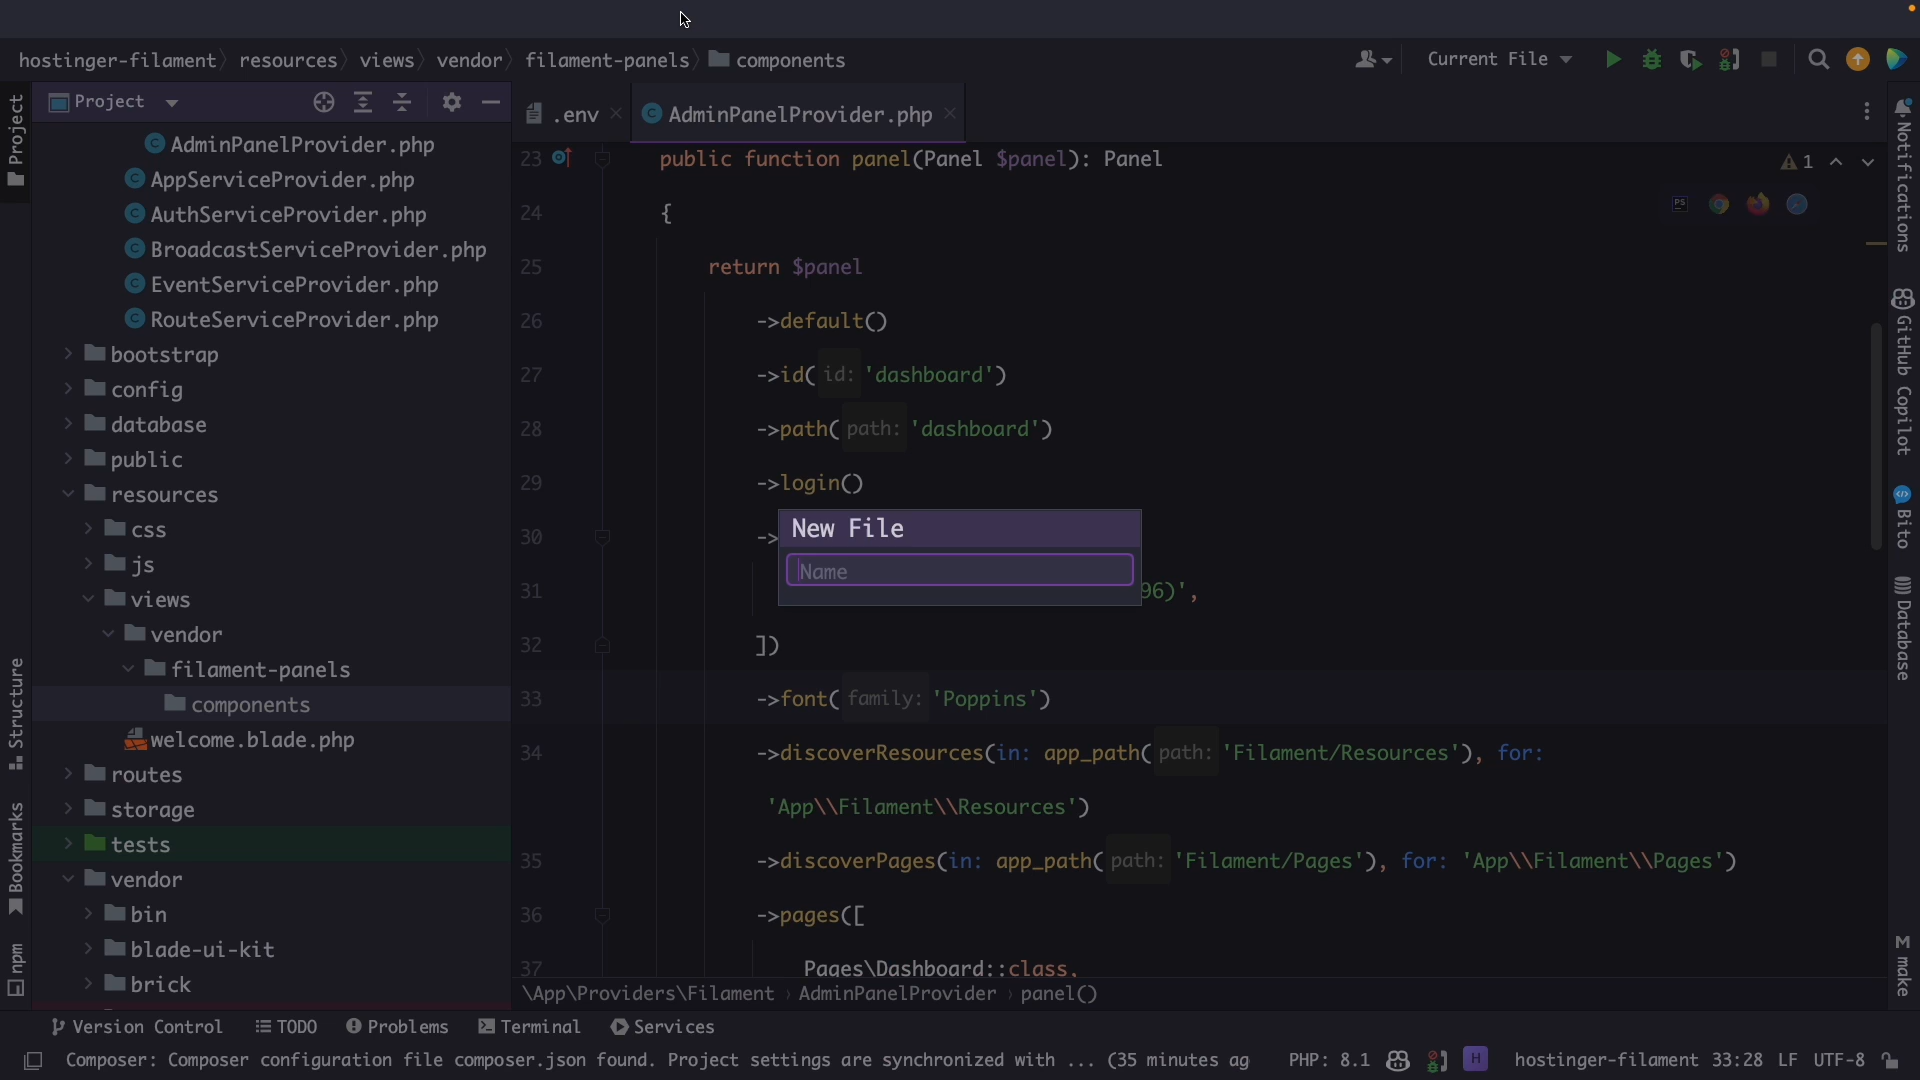 hostinger-filament resources views vendor filament-panels components
Current File
Project
.env
AdminPanelProvider.php
Project
Structure
Bookmarks
npm
AdminPanelProvider.php
AppServiceProvider.php
AuthServiceProvider.php
BroadcastServiceProvider.php
EventServiceProvider.php
RouteServiceProvider.php
bootstrap
config
database
public
resources
css
js
views
vendor
filament-panels
components
welcome.blade.php
routes
storage
tests
vendor
bin
blade-ui-kit
brick
23 public function panel(Panel $panel): Panel
24 {
25 return $panel
26 ->default()
27 ->id( id: 'dashboard')
28 ->path( path: 'dashboard')
29 ->login()
30 ->
31 96)',
32 ])
33 ->font( family: 'Poppins')
34 ->discoverResources(in: app_path( path: 'Filament/Resources'), for:
'App\\Filament\\Resources')
35 ->discoverPages(in: app_path( path: 'Filament/Pages'), for: 'App\\Filament\\Pages')
36 ->pages([
37 Pages\Dashboard::class,
1
PS
New File
Name
\App\Providers\Filament AdminPanelProvider panel()
Notifications
GitHub Copilot
Bito
Database
M make
Version Control TODO Problems Terminal Services
Composer: Composer configuration file composer.json found. Project settings are synchronized with ... (35 minutes ag
PHP: 8.1 H hostinger-filament 33:28 LF UTF-8